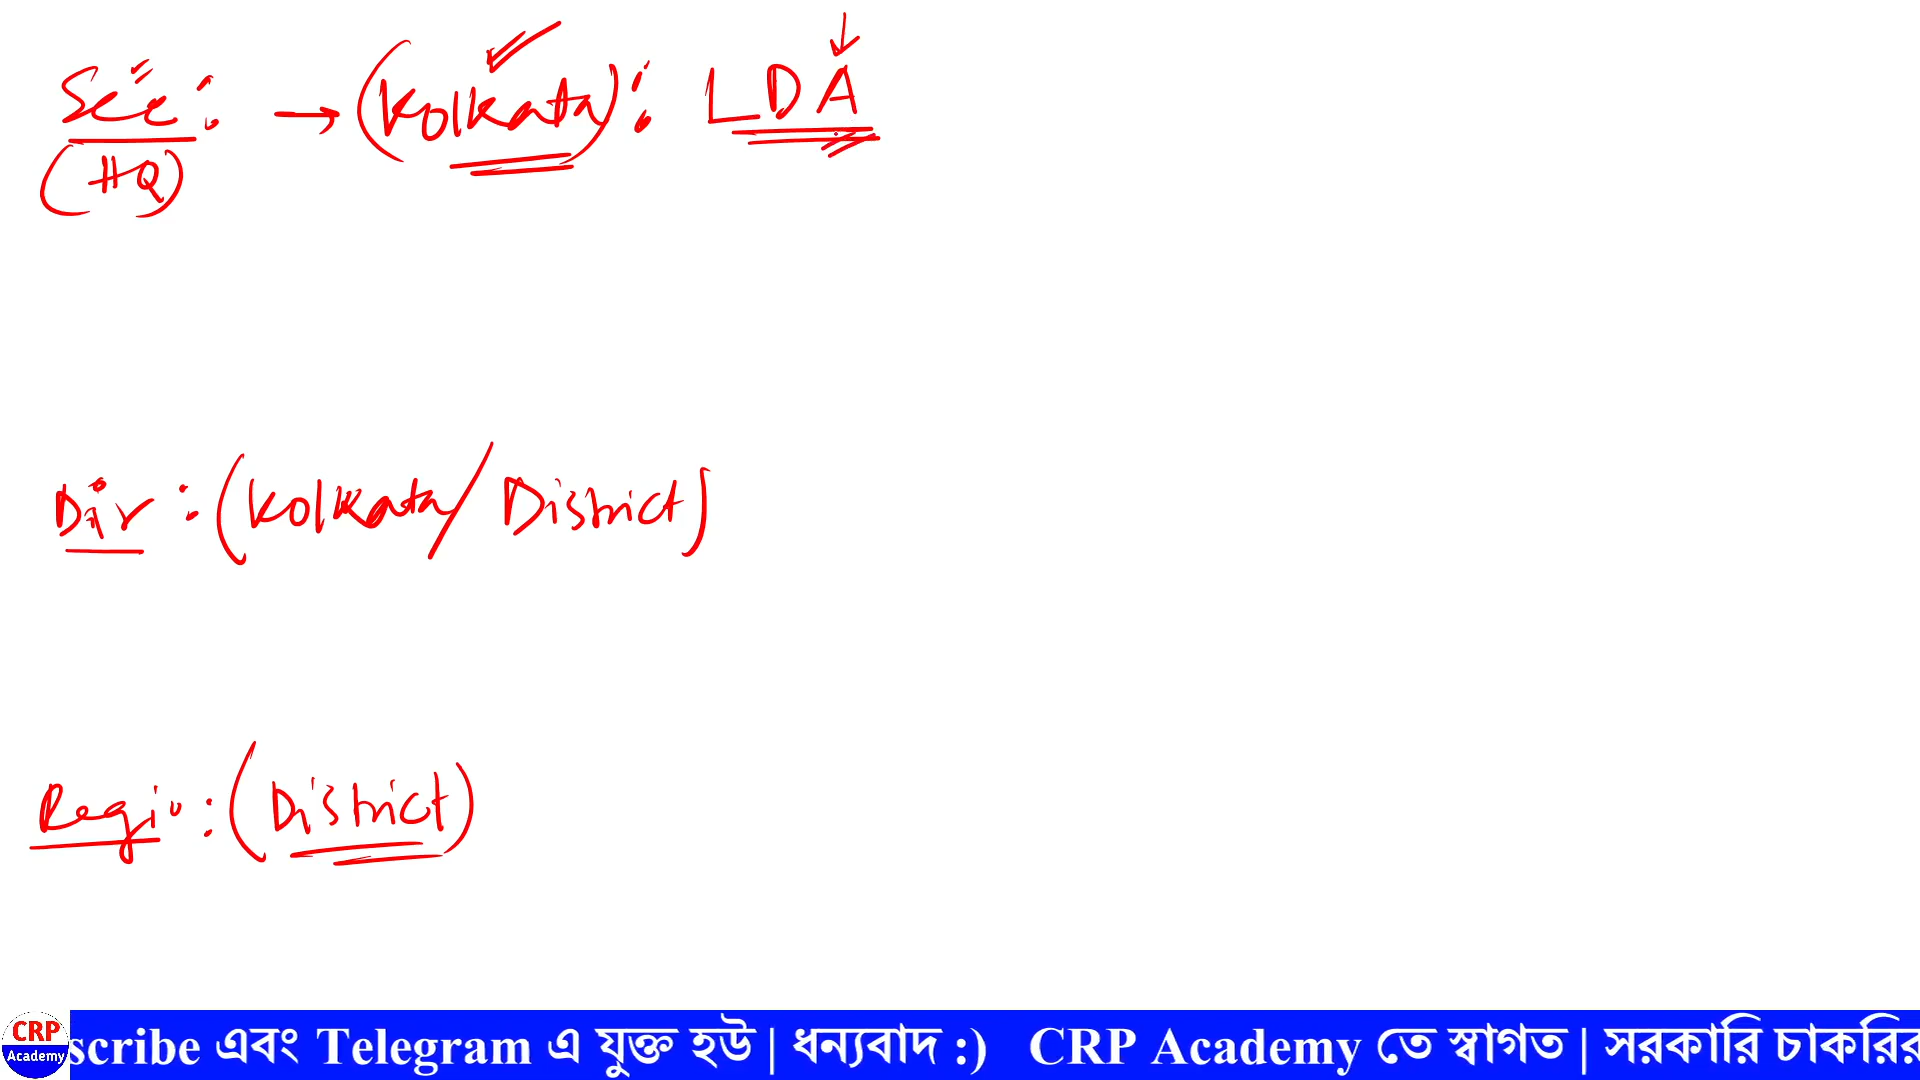 Sec : → (Kolkata) : LDA
(HQ)
Dir : (Kolkata / District)
Regio : (District)
CRP
Academy
scribe এবং Telegram এ যুক্ত হউ | ধন্যবাদ :) CRP Academy তে স্বাগত | সরকারি চাকরির